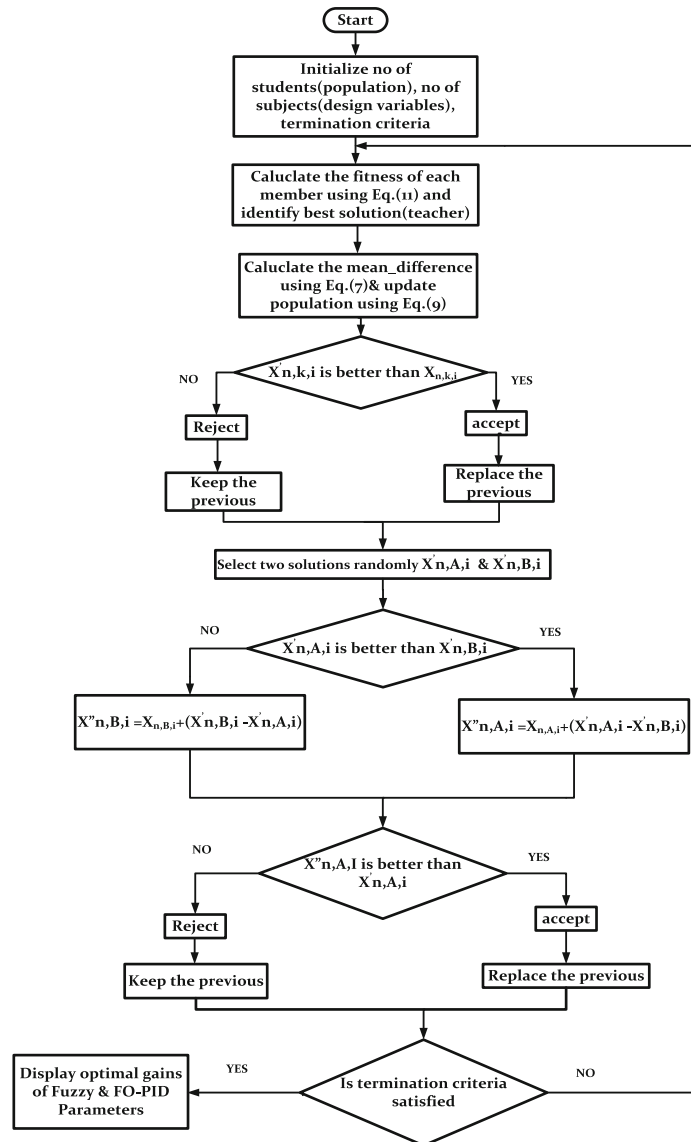 Start
Initialize no of
students(population), no of
subjects(design variables),
termination criteria
Caluclate the fitness of each
member using Eq.(11) and
identify best solution(teacher)
Caluclate the mean_difference
using Eq.(7)& update
population using Eq.(9)
X'n,k,i is better than Xn,k,i
NO
YES
Reject
accept
Keep the
previous
Replace the
previous
Select two solutions randomly X'n,A,i & X'n,B,i
X'n,A,i is better than X'n,B,i
NO
YES
X''n,B,i =Xn,B,i+(X'n,B,i -X'n,A,i)
X''n,A,i =Xn,A,i+(X'n,A,i -X'n,B,i)
X''n,A,I is better than
X'n,A,i
NO
YES
Reject
accept
Keep the previous
Replace the previous
Is termination criteria
satisfied
YES
NO
Display optimal gains
of Fuzzy & FO-PID
Parameters